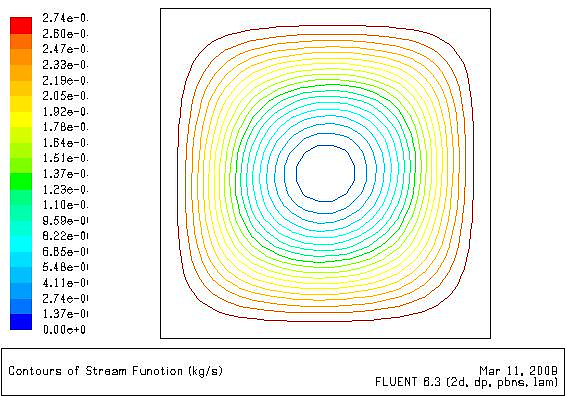 2.74e-0
2.60e-0
2.47e-0
2.33e-0
2.19e-0
2.05e-0
1.92e-0
1.78e-0
1.64e-0
1.51e-0
1.37e-0
1.23e-0
1.10e-0
9.59e-0
8.22e-0
6.85e-0
5.48e-0
4.11e-0
2.74e-0
1.37e-0
0.00e+0
Contours of Stream Function (kg/s)
Mar 11, 2009
FLUENT 6.3 (2d, dp, pbns, lam)